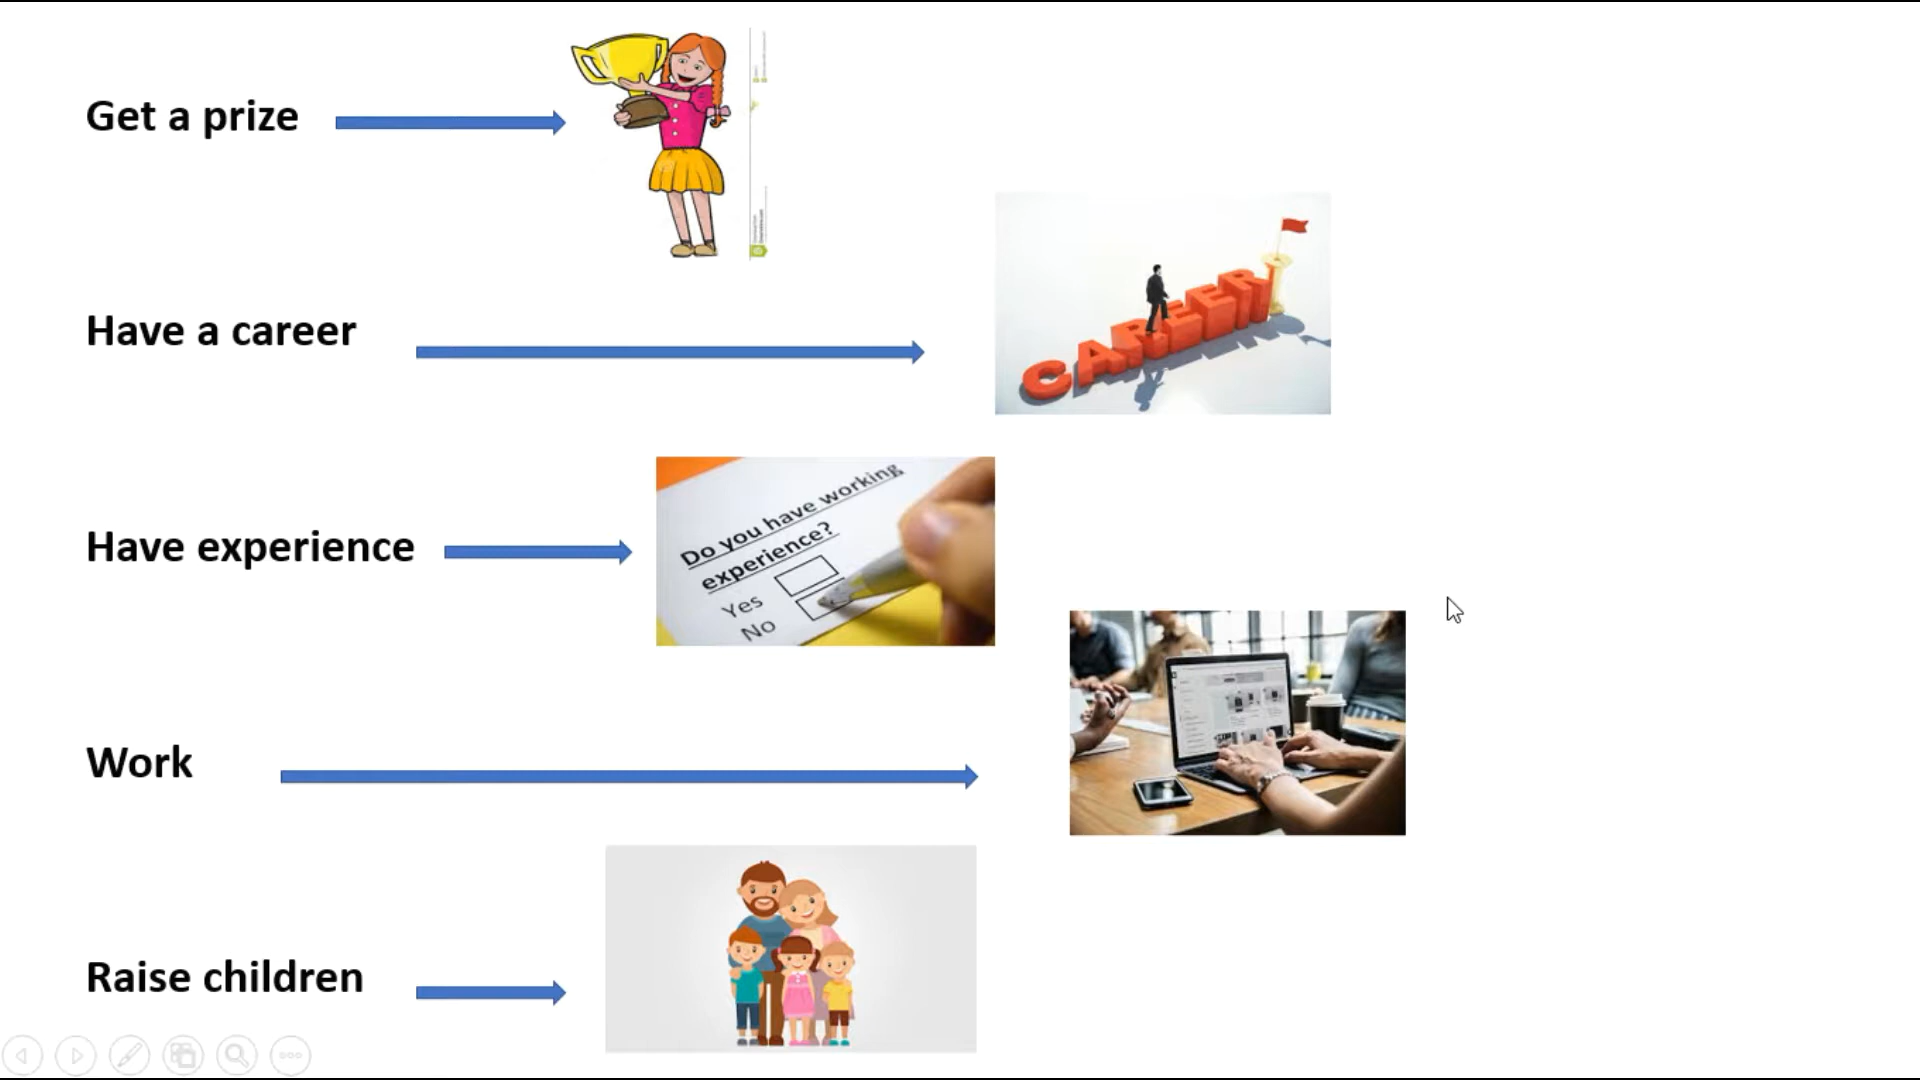 Get a prize
Have a career
CAREER
Have experience
Do you have working
experience?
Yes
No
Work
Raise children